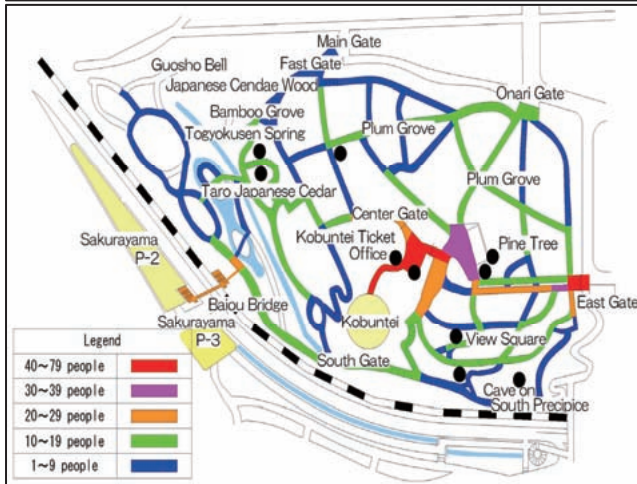 Main Gate
Guosho Bell
Fast Gate
Japanese Cendae Wood
Bamboo Grove
Togyokusen Spring
Plum Grove
Onari Gate
Taro Japanese Cedar
Plum Grove
Center Gate
Kobuntei Ticket
Office
Pine Tree
Sakurayama
P-2
Baiou Bridge
Kobuntei
East Gate
Sakurayama
P-3
View Square
South Gate
Cave on
South Precipice
Legend
40~79 people
30~39 people
20~29 people
10~19 people
1~9 people